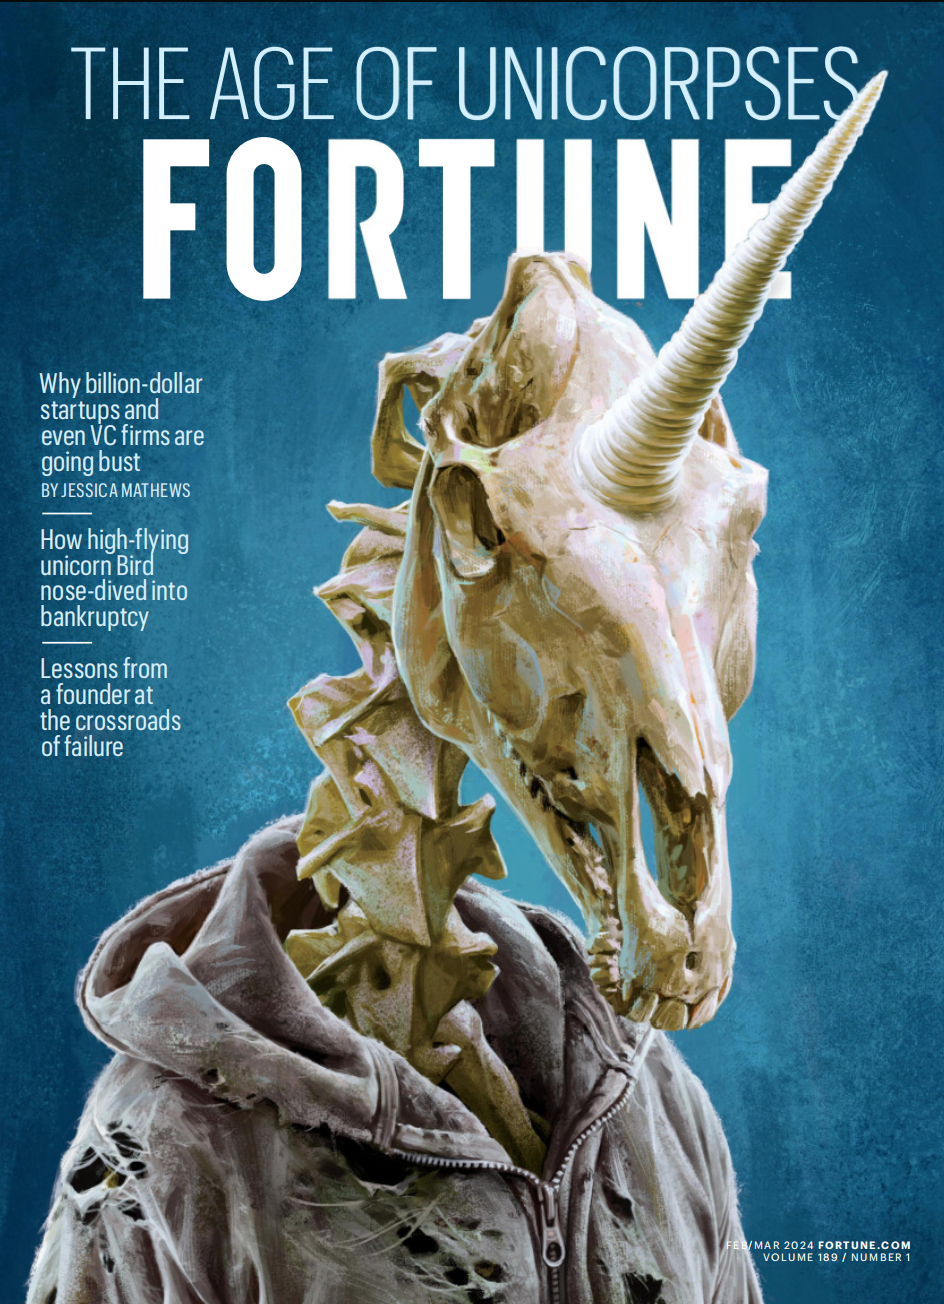 THE AGE OF UNICORPSES
FORTUNE
Why billion-dollar
startups and
even VC firms are
going bust
BY JESSICA MATHEWS
How high-flying
unicorn Bird
nose-dived into
bankruptcy
Lessons from
a founder at
the crossroads
of failure
FEB/MAR 2024 FORTUNE.COM
VOLUME 189 / NUMBER 1